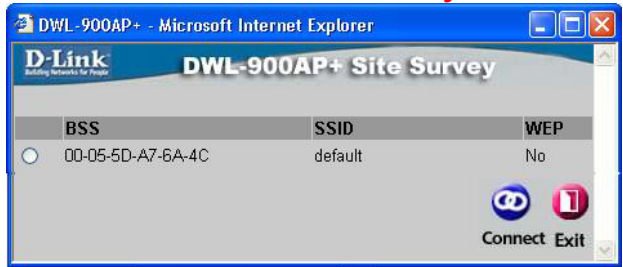 DWL-900AP+ - Microsoft Internet Explorer
D-Link
Building Networks for People
DWL-900AP+ Site Survey
BSS SSID WEP
00-05-5D-A7-6A-4C default No
Connect Exit